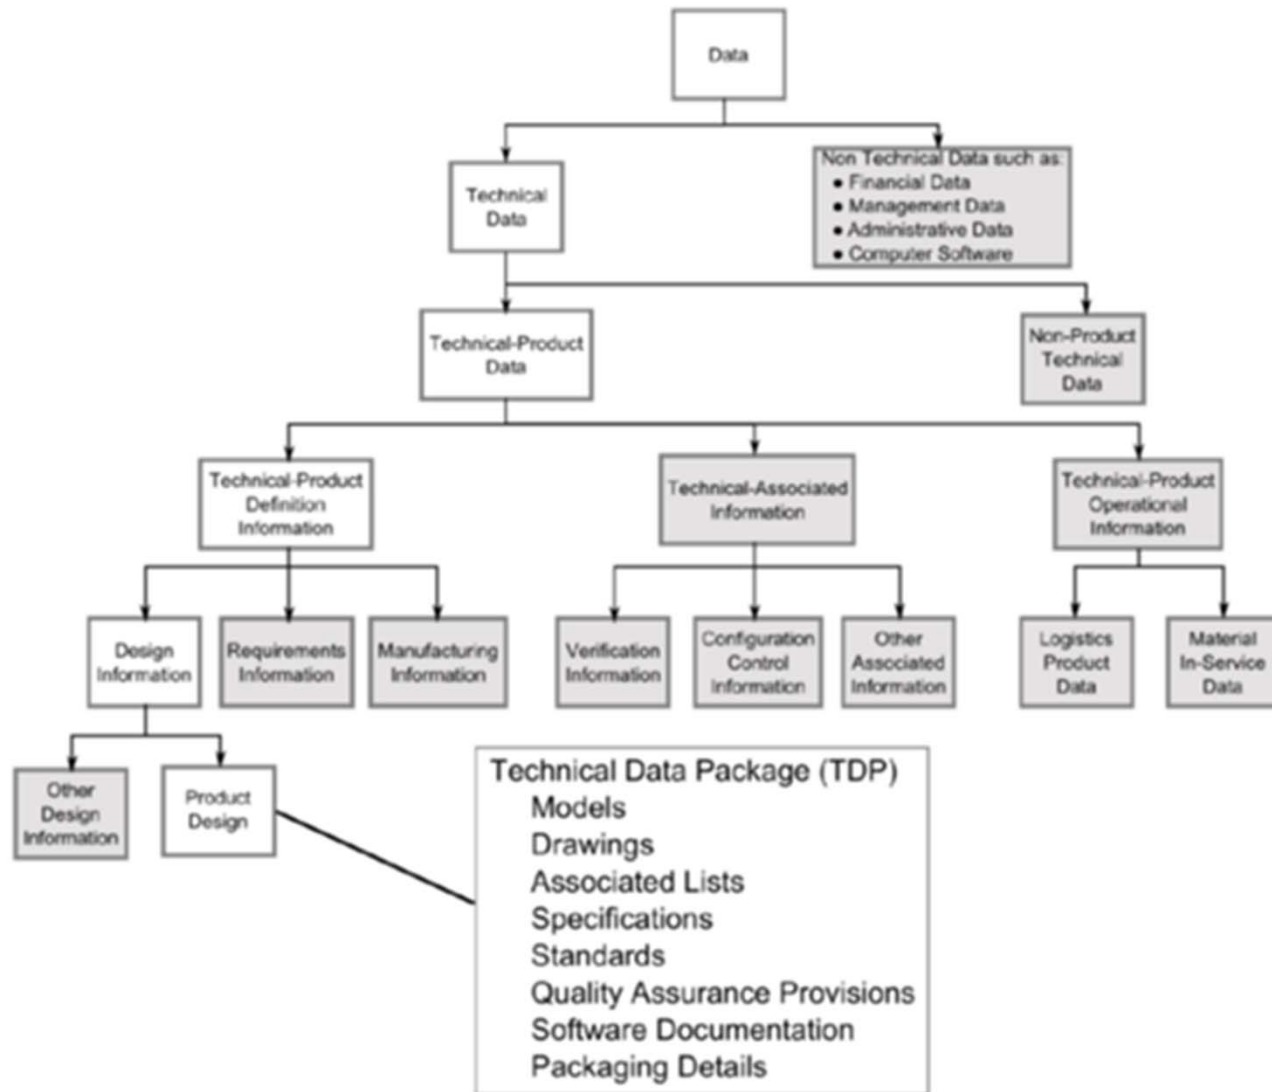 Data
Technical
Data
Non Technical Data such as:
● Financial Data
● Management Data
● Administrative Data
● Computer Software
Technical-Product
Data
Non-Product
Technical
Data
Technical-Product
Definition
Information
Technical-Associated
Information
Technical-Product
Operational
Information
Design
Information
Requirements
Information
Manufacturing
Information
Verification
Information
Configuration
Control
Information
Other
Associated
Information
Logistics
Product
Data
Material
In-Service
Data
Other
Design
Information
Product
Design
Technical Data Package (TDP)
Models
Drawings
Associated Lists
Specifications
Standards
Quality Assurance Provisions
Software Documentation
Packaging Details